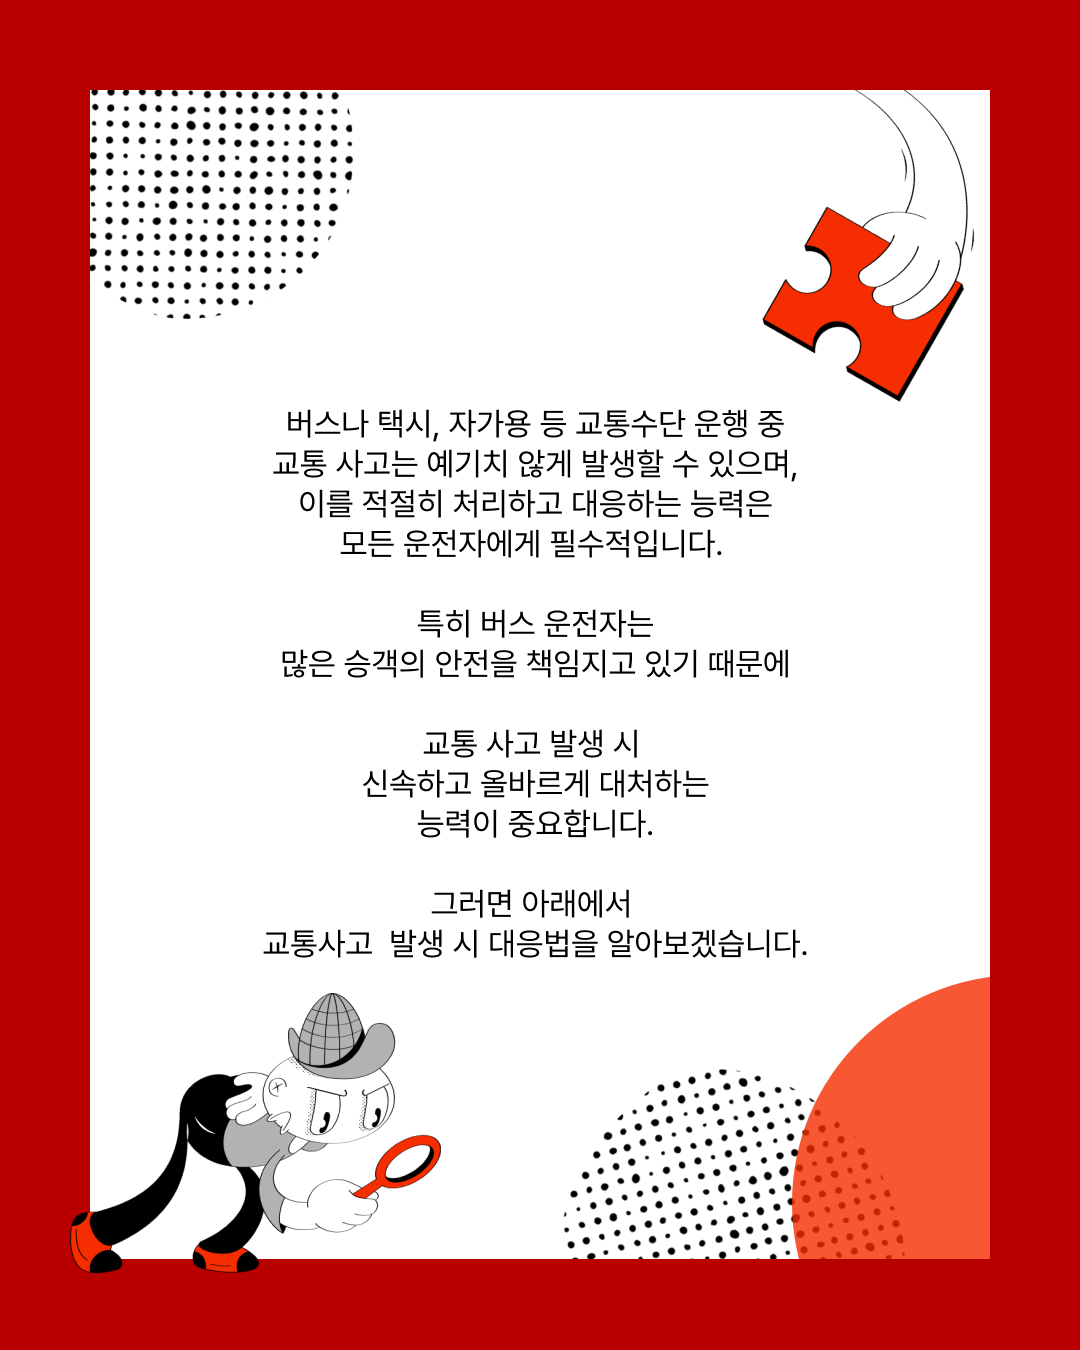 버스나 택시, 자가용 등 교통수단 운행 중
교통 사고는 예기치 않게 발생할 수 있으며,
이를 적절히 처리하고 대응하는 능력은
모든 운전자에게 필수적입니다.
특히 버스 운전자는
많은 승객의 안전을 책임지고 있기 때문에
교통 사고 발생 시
신속하고 올바르게 대처하는
능력이 중요합니다.
그러면 아래에서
교통사고  발생 시 대응법을 알아보겠습니다.